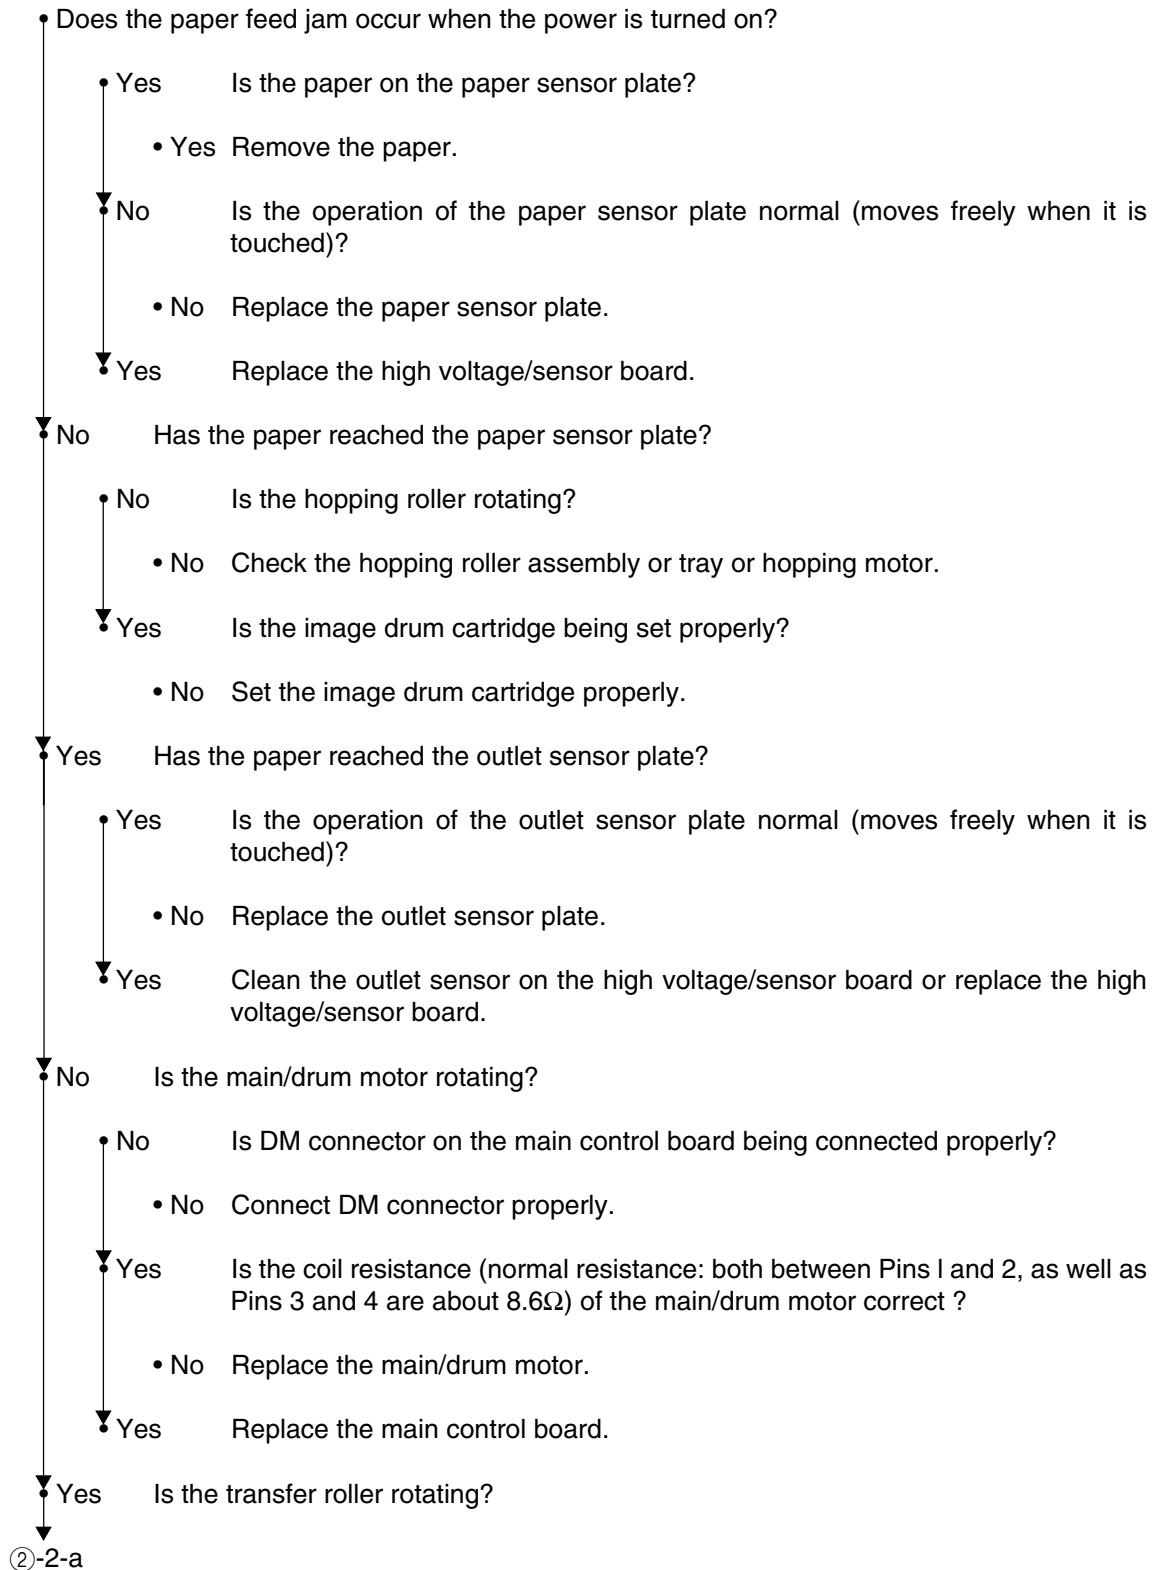 • Does the paper feed jam occur when the power is turned on?
• Yes Is the paper on the paper sensor plate?
• Yes Remove the paper.
• No Is the operation of the paper sensor plate normal (moves freely when it is
touched)?
• No Replace the paper sensor plate.
• Yes Replace the high voltage/sensor board.
• No Has the paper reached the paper sensor plate?
• No Is the hopping roller rotating?
• No Check the hopping roller assembly or tray or hopping motor.
• Yes Is the image drum cartridge being set properly?
• No Set the image drum cartridge properly.
• Yes Has the paper reached the outlet sensor plate?
• Yes Is the operation of the outlet sensor plate normal (moves freely when it is
touched)?
• No Replace the outlet sensor plate.
• Yes Clean the outlet sensor on the high voltage/sensor board or replace the high
voltage/sensor board.
• No Is the main/drum motor rotating?
• No Is DM connector on the main control board being connected properly?
• No Connect DM connector properly.
• Yes Is the coil resistance (normal resistance: both between Pins l and 2, as well as
Pins 3 and 4 are about 8.6Ω) of the main/drum motor correct ?
• No Replace the main/drum motor.
• Yes Replace the main control board.
• Yes Is the transfer roller rotating?
②-2-a